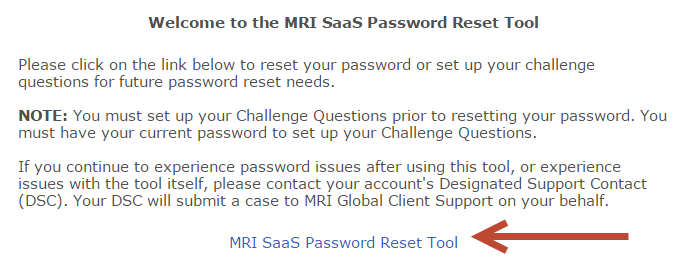 Welcome to the MRI SaaS Password Reset Tool
Please click on the link below to reset your password or set up your challenge
questions for future password reset needs.
NOTE: You must set up your Challenge Questions prior to resetting your password. You
must have your current password to set up your Challenge Questions.
If you continue to experience password issues after using this tool, or experience
issues with the tool itself, please contact your account's Designated Support Contact
(DSC). Your DSC will submit a case to MRI Global Client Support on your behalf.
MRI SaaS Password Reset Tool